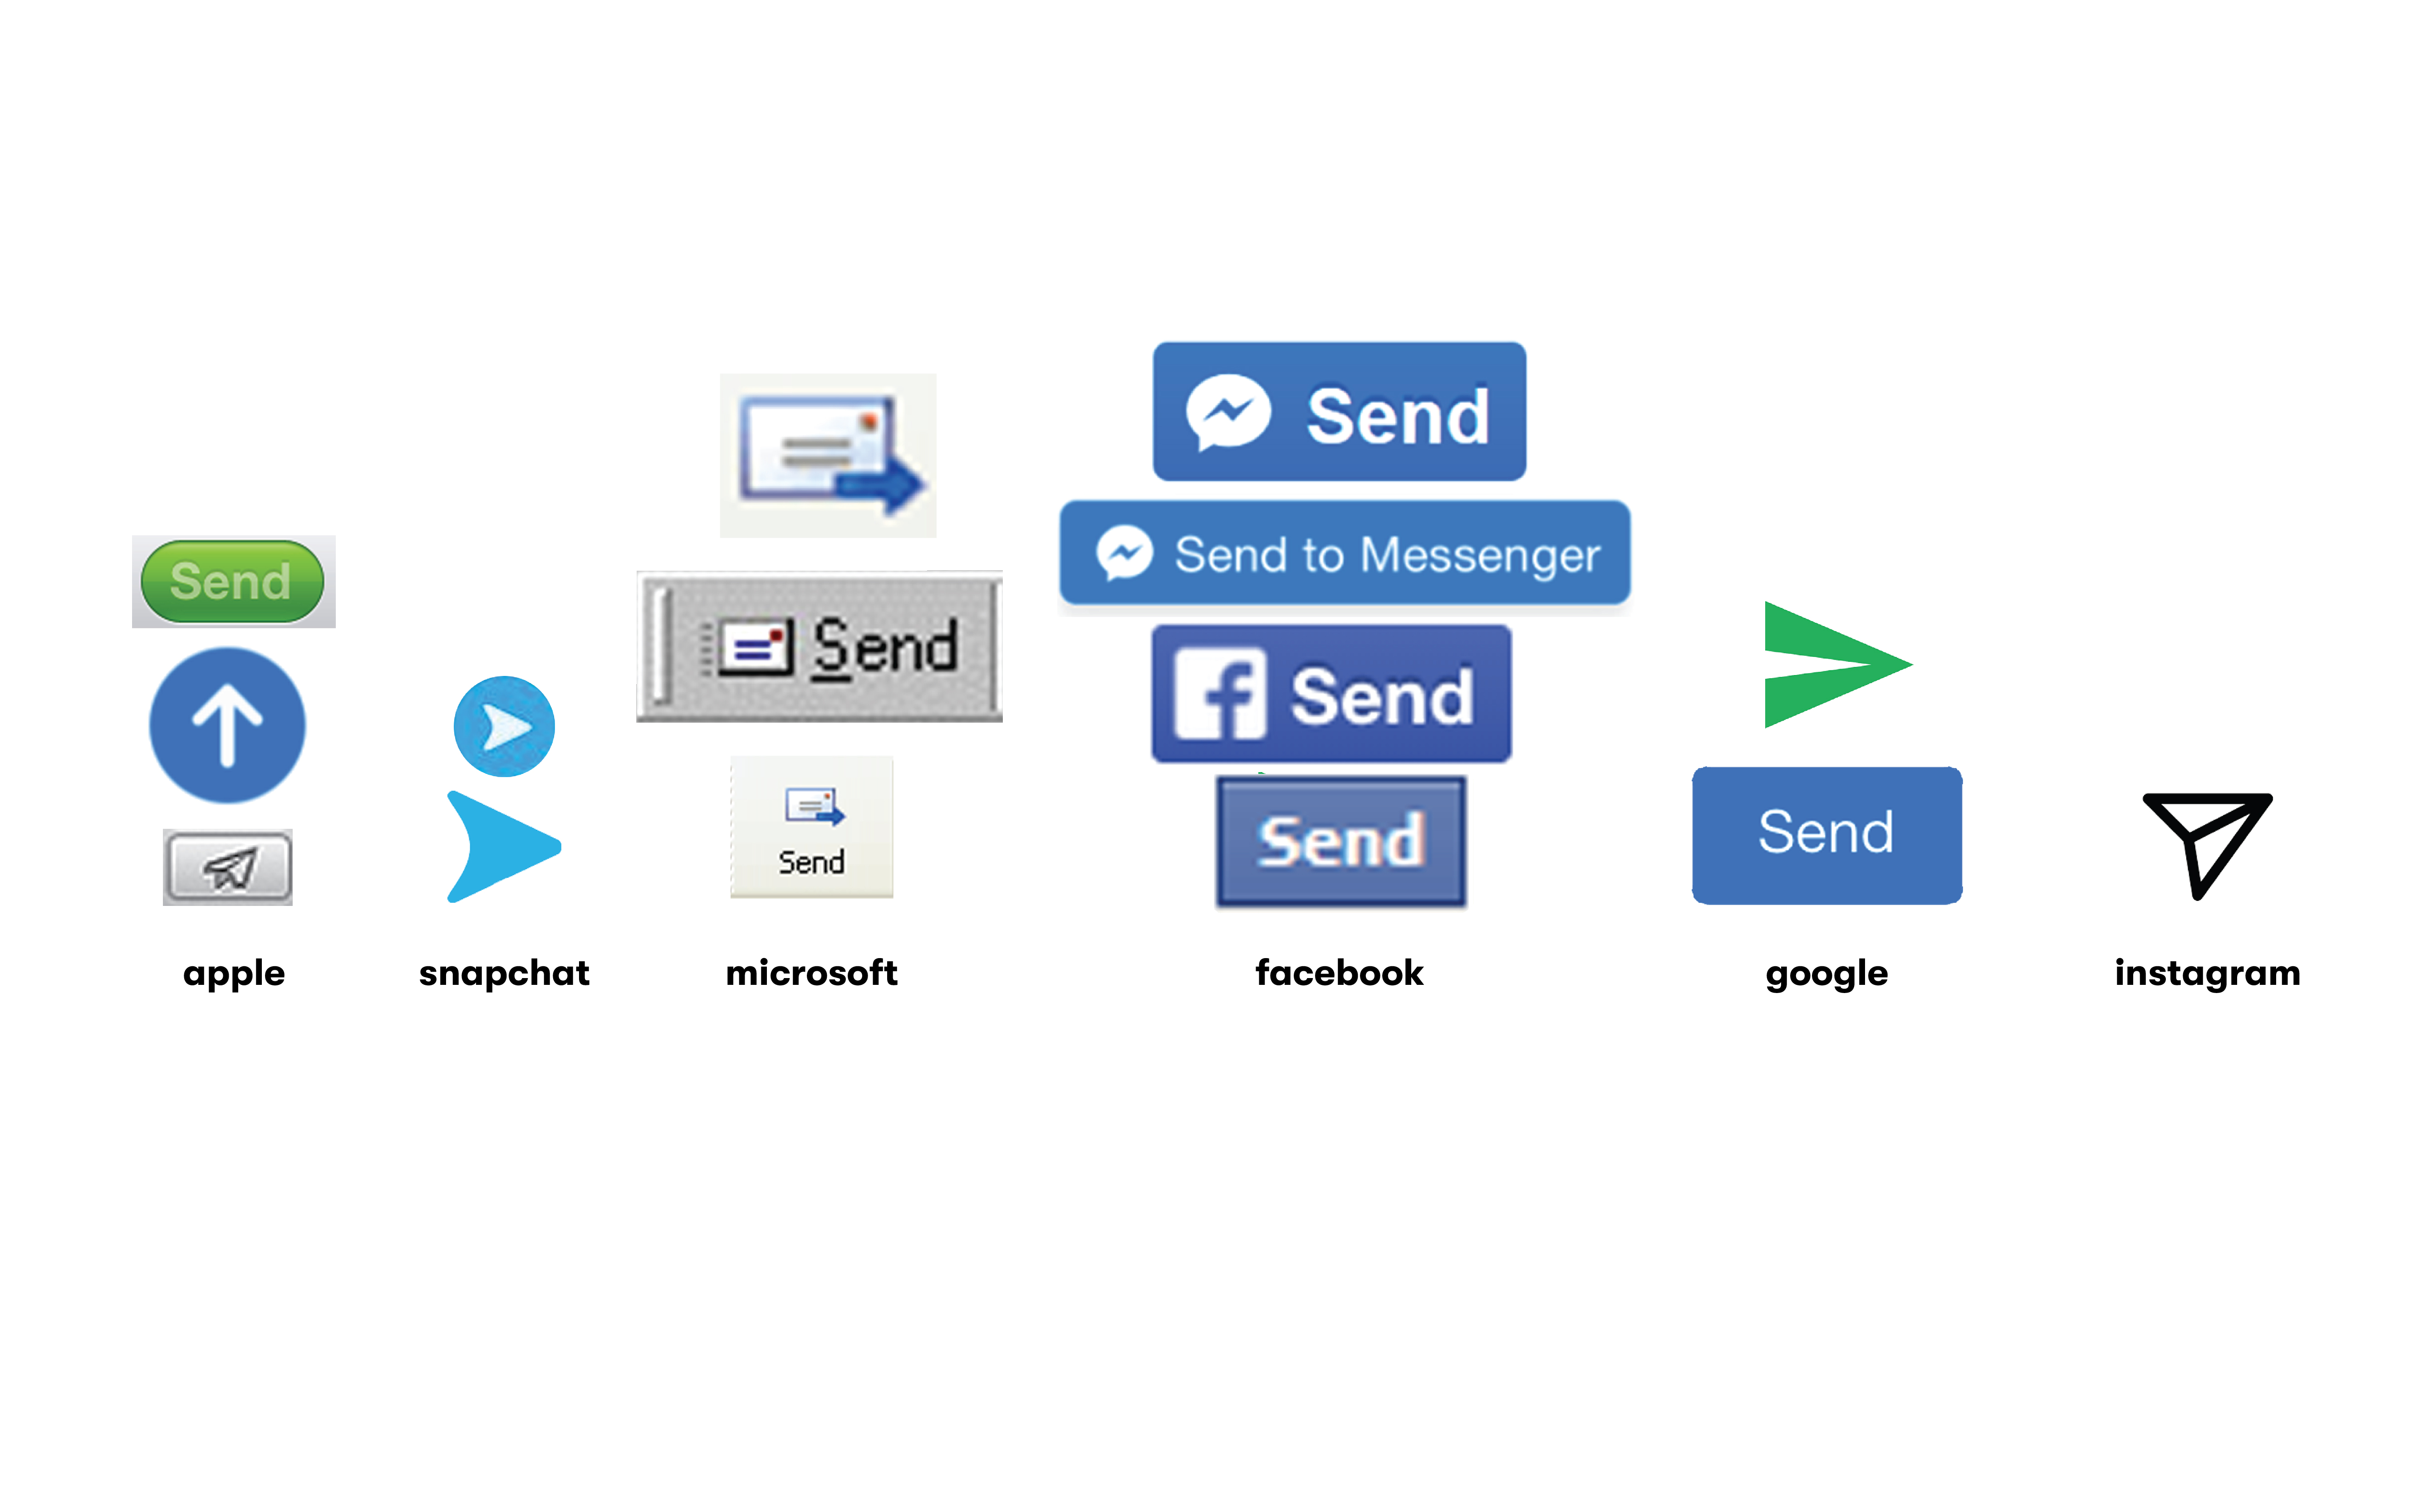 Send
Send
Send
Send
Send to Messenger
Send
Send
Send
apple
snapchat
microsoft
facebook
google
instagram